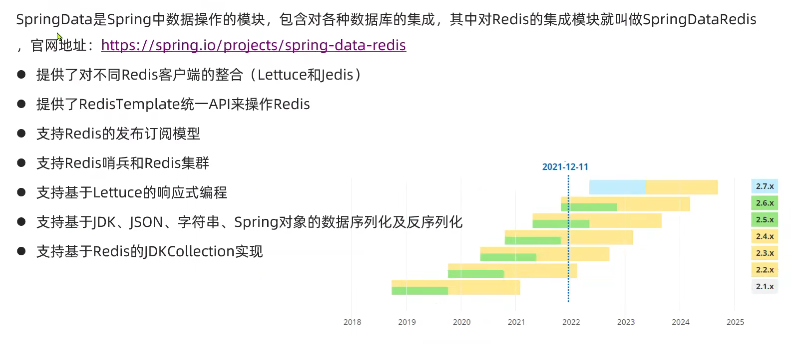 SpringData是Spring中数据操作的模块，包含对各种数据库的集成，其中对Redis的集成模块就叫做SpringDataRedis
，官网地址：https://spring.io/projects/spring-data-redis
● 提供了对不同Redis客户端的整合（Lettuce和Jedis）
● 提供了RedisTemplate统一API来操作Redis
● 支持Redis的发布订阅模型
● 支持Redis哨兵和Redis集群
● 支持基于Lettuce的响应式编程
● 支持基于JDK、JSON、字符串、Spring对象的数据序列化及反序列化
● 支持基于Redis的JDKCollection实现
2021-12-11
2.7.x
2.6.x
2.5.x
2.4.x
2.3.x
2.2.x
2.1.x
2018 2019 2020 2021 2022 2023 2024 2025